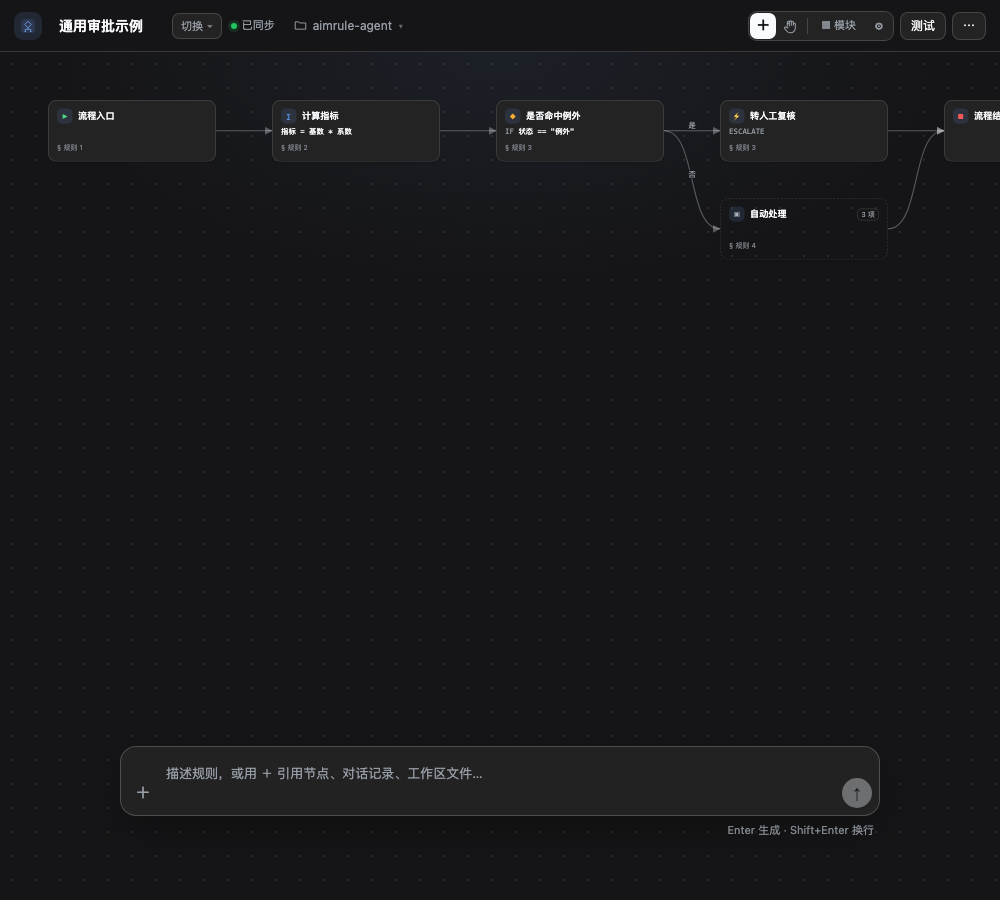 通用审批示例
切换
已同步
aimrule-agent
模块
测试
流程入口
§ 规则 1
计算指标
指标 = 基数 * 系数
§ 规则 2
是否命中例外
IF 状态 == "例外"
§ 规则 3
是
否
转人工复核
ESCALATE
§ 规则 3
自动处理
3 项
§ 规则 4
流程结
描述规则，或用 + 引用节点、对话记录、工作区文件...
Enter 生成 · Shift+Enter 换行